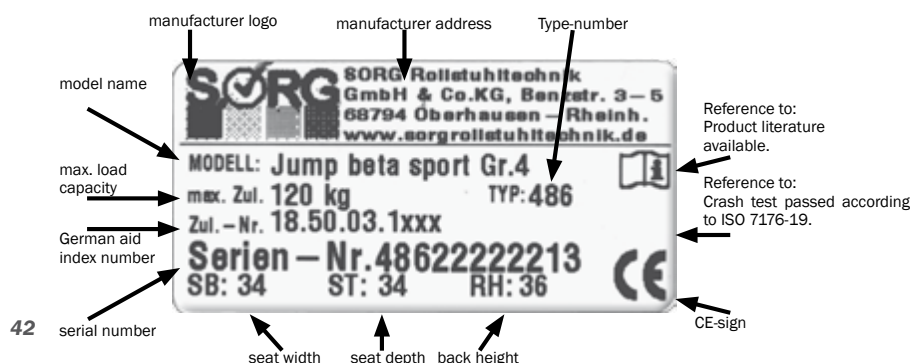 manufacturer logo
manufacturer address
Type-number
model name
max. load
capacity
German aid
index number
serial number
SORG
SORG Rollstuhltechnik
GmbH & Co.KG, Benzstr. 3–5
68794 Oberhausen–Rheinh.
www.sorgrollstuhltechnik.de
MODELL: Jump beta sport Gr.4
max. Zul. 120 kg TYP: 486
Zul.–Nr. 18.50.03.1xxx
Serien–Nr.48622222213
SB: 34 ST: 34 RH: 36
i
CE
Reference to:
Product literature
available.
Reference to:
Crash test passed according
to ISO 7176-19.
CE-sign
seat width
seat depth
back height
42